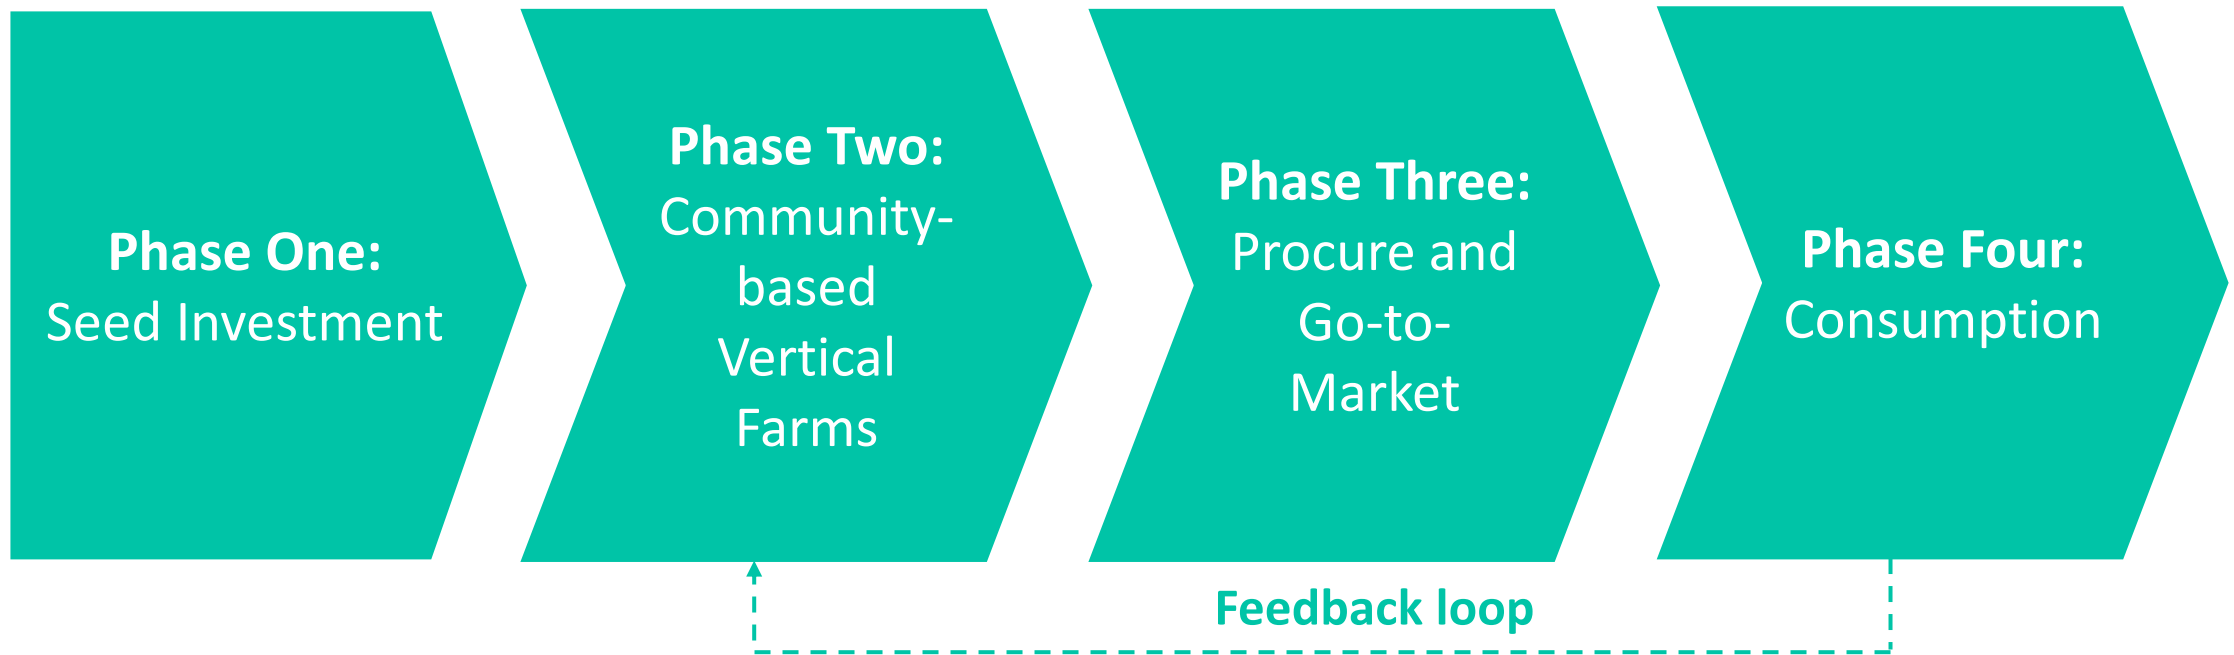 Phase One:
Seed Investment
Phase Two:
Community-
based
Vertical
Farms
Phase Three:
Procure and
Go-to-
Market
Phase Four:
Consumption
Feedback loop